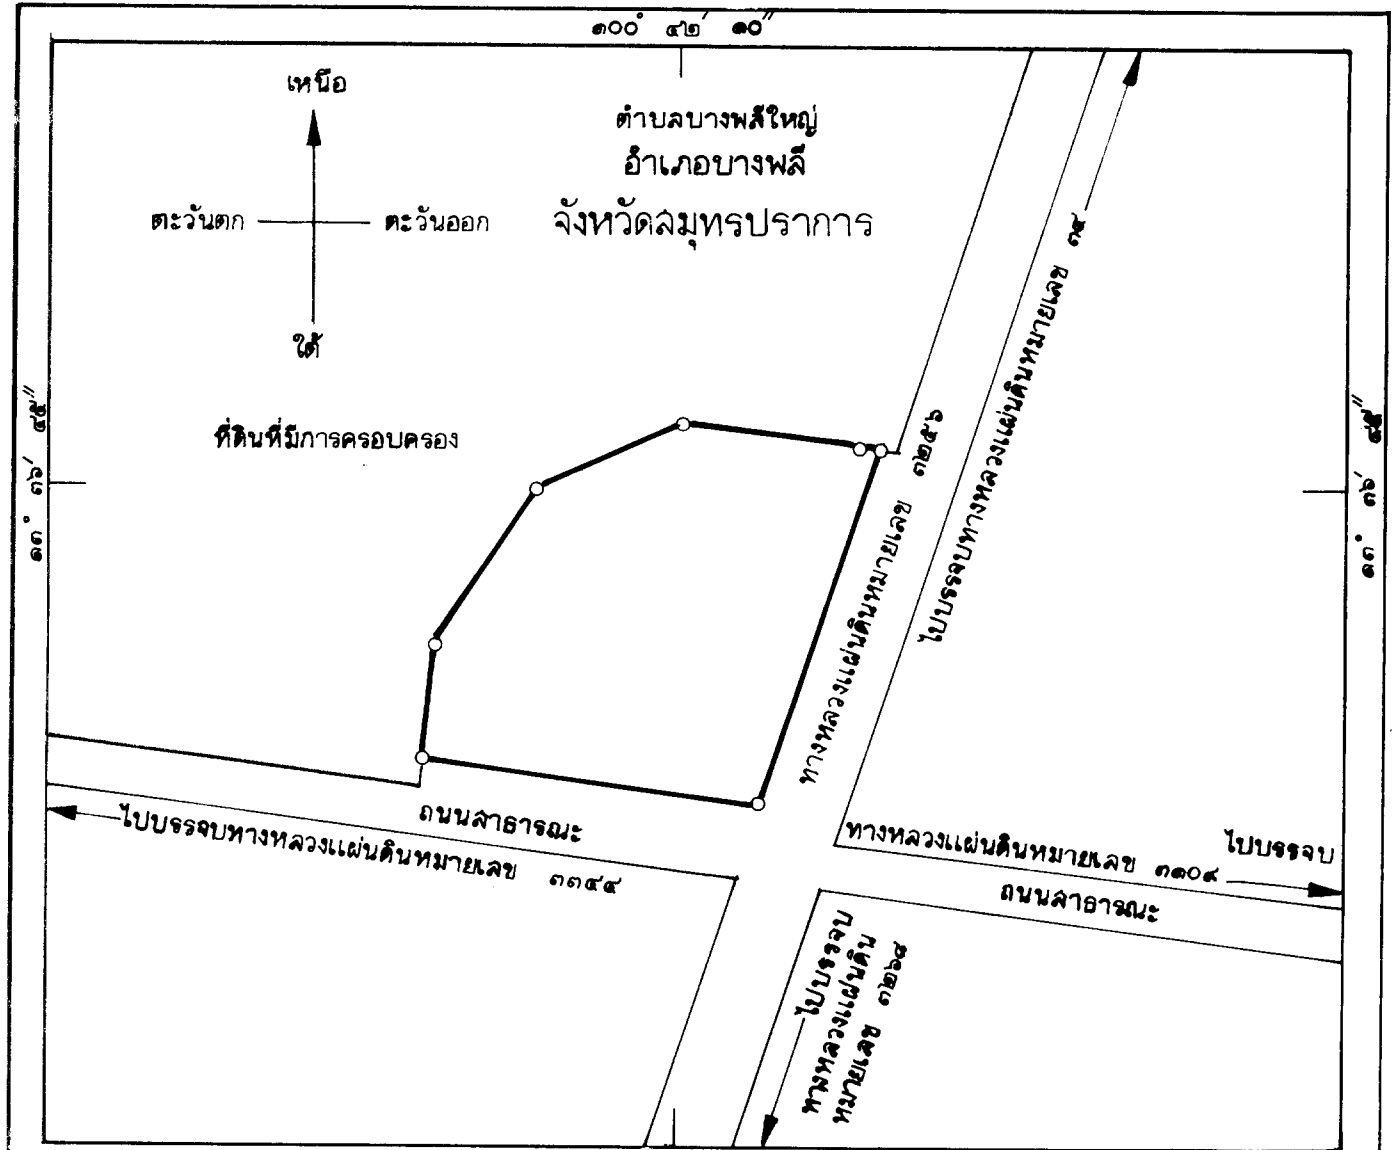 ๑๐๐° ๔๒′ ๑๐″
เหนือ
ตำบลบางพลีใหญ่
อำเภอบางพลี
จังหวัดสมุทรปราการ
ตะวันตก
ตะวันออก
ใต้
ที่ดินที่มีการครอบครอง
๑๓° ๓๖′ ๔๕″
๑๓° ๓๖′ ๔๕″
ทางหลวงแผ่นดินหมายเลข ๓๒๕๖
ไปบรรจบทางหลวงแผ่นดินหมายเลข ๓๔
ถนนสาธารณะ
ไปบรรจบทางหลวงแผ่นดินหมายเลข ๓๓๔๔
ทางหลวงแผ่นดินหมายเลข ๓๑๐๙
ไปบรรจบ
ถนนสาธารณะ
ไปบรรจบ
ทางหลวงแผ่นดิน
หมายเลข ๓๒๖๘